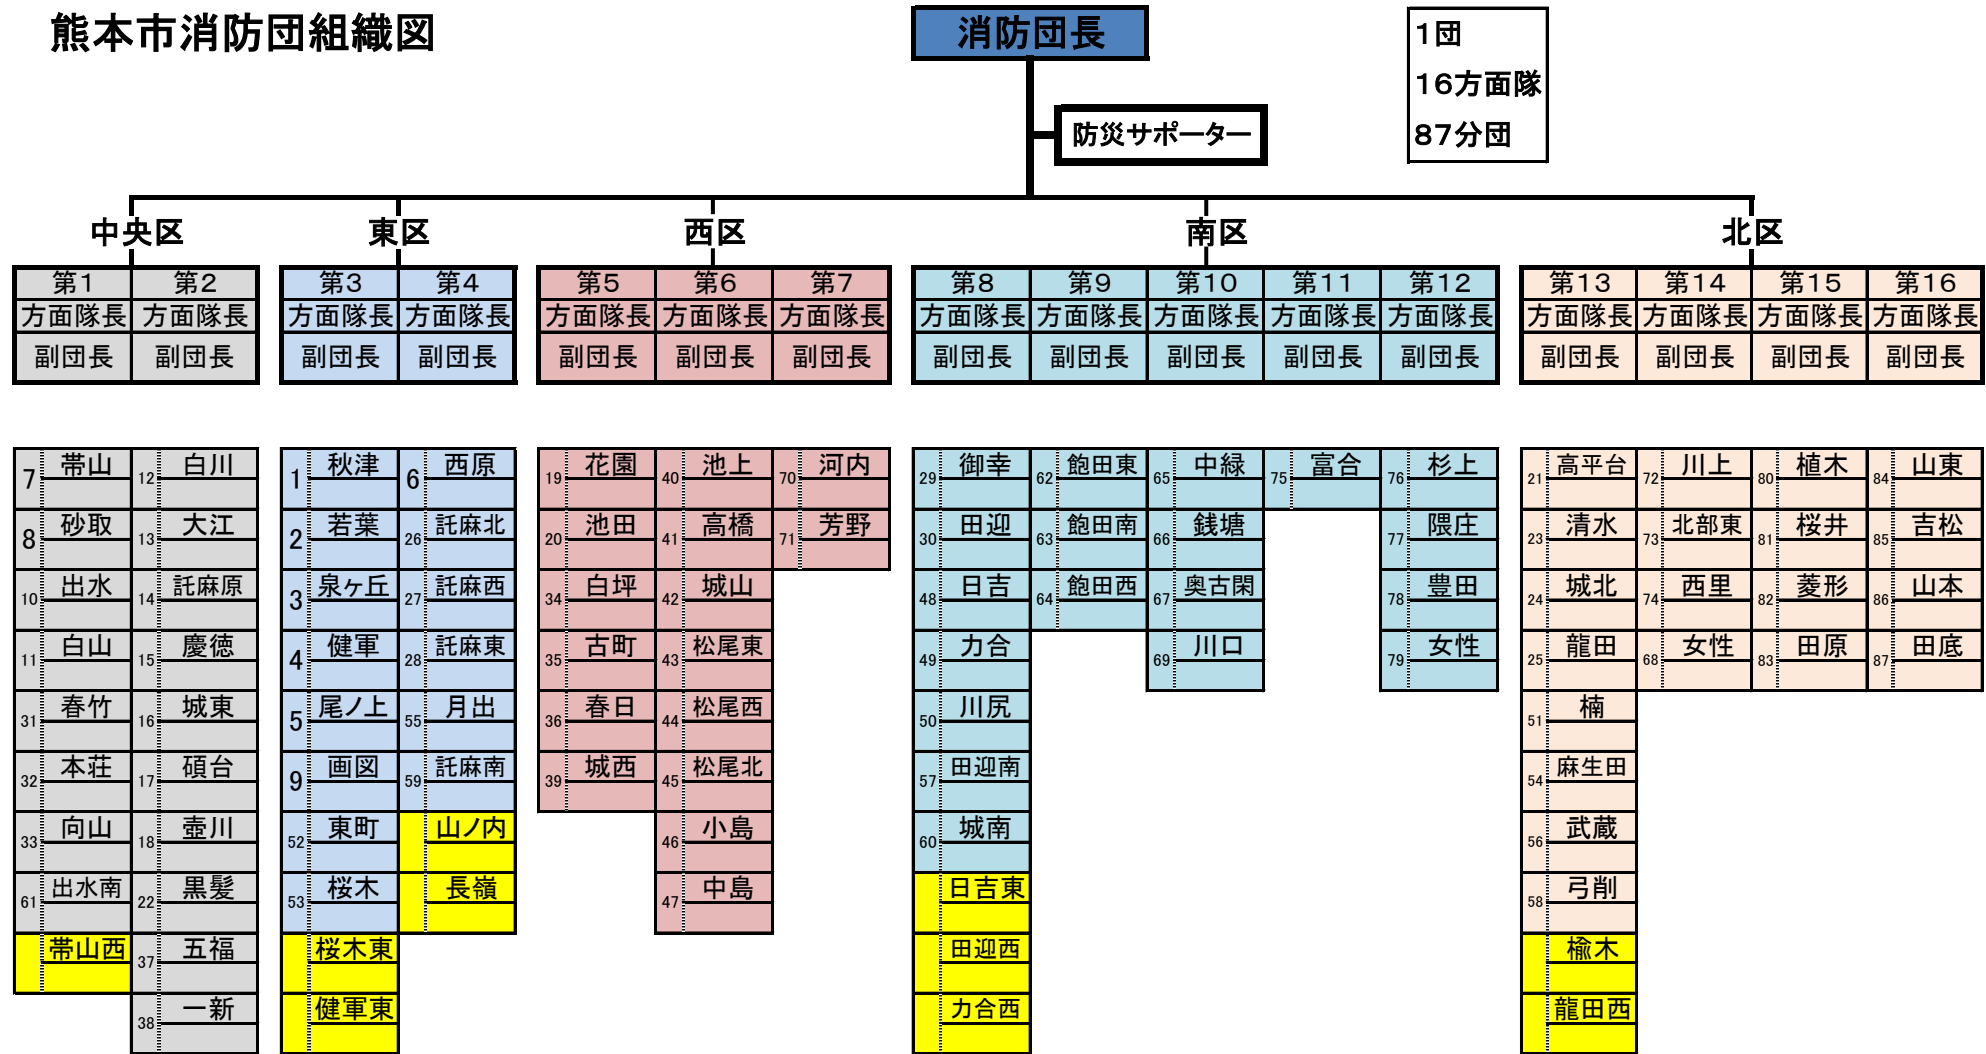 熊本市消防団組織図
消防団長
1団
16方面隊
87分団
防災サポーター
中央区 東区 西区 南区 北区
第1 第2 第3 第4 第5 第6 第7 第8 第9 第10 第11 第12 第13 第14 第15 第16
方面隊長 方面隊長 方面隊長 方面隊長 方面隊長 方面隊長 方面隊長 方面隊長 方面隊長 方面隊長 方面隊長 方面隊長 方面隊長 方面隊長 方面隊長 方面隊長
副団長 副団長 副団長 副団長 副団長 副団長 副団長 副団長 副団長 副団長 副団長 副団長 副団長 副団長 副団長 副団長
7 帯山 12 白川 1 秋津 6 西原 19 花園 40 池上 70 河内 29 御幸 62 飽田東 65 中緑 75 富合 76 杉上 21 高平台 72 川上 80 植木 84 山東
8 砂取 13 大江 2 若葉 26 託麻北 20 池田 41 高橋 71 芳野 30 田迎 63 飽田南 66 銭塘 77 隈庄 23 清水 73 北部東 81 桜井 85 吉松
10 出水 14 託麻原 3 泉ヶ丘 27 託麻西 34 白坪 42 城山 48 日吉 64 飽田西 67 奥古閑 78 豊田 24 城北 74 西里 82 菱形 86 山本
11 白山 15 慶徳 4 健軍 28 託麻東 35 古町 43 松尾東 49 力合 69 川口 79 女性 25 龍田 68 女性 83 田原 87 田底
31 春竹 16 城東 5 尾ノ上 55 月出 36 春日 44 松尾西 50 川尻 51 楠
32 本荘 17 碩台 9 画図 59 託麻南 39 城西 45 松尾北 57 田迎南 54 麻生田
33 向山 18 壷川 52 東町 山ノ内 46 小島 60 城南 56 武蔵
61 出水南 22 黒髪 53 桜木 長嶺 47 中島 日吉東 58 弓削
帯山西 37 五福 桜木東 田迎西 楡木
38 一新 健軍東 力合西 龍田西